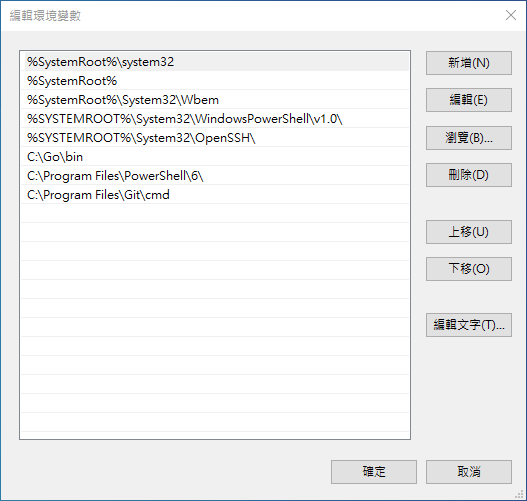 編輯環境變數
%SystemRoot%\system32
%SystemRoot%
%SystemRoot%\System32\Wbem
%SYSTEMROOT%\System32\WindowsPowerShell\v1.0\
%SYSTEMROOT%\System32\OpenSSH\
C:\Go\bin
C:\Program Files\PowerShell\6\
C:\Program Files\Git\cmd
新增(N)
編輯(E)
瀏覽(B)...
刪除(D)
上移(U)
下移(O)
編輯文字(T)...
確定
取消